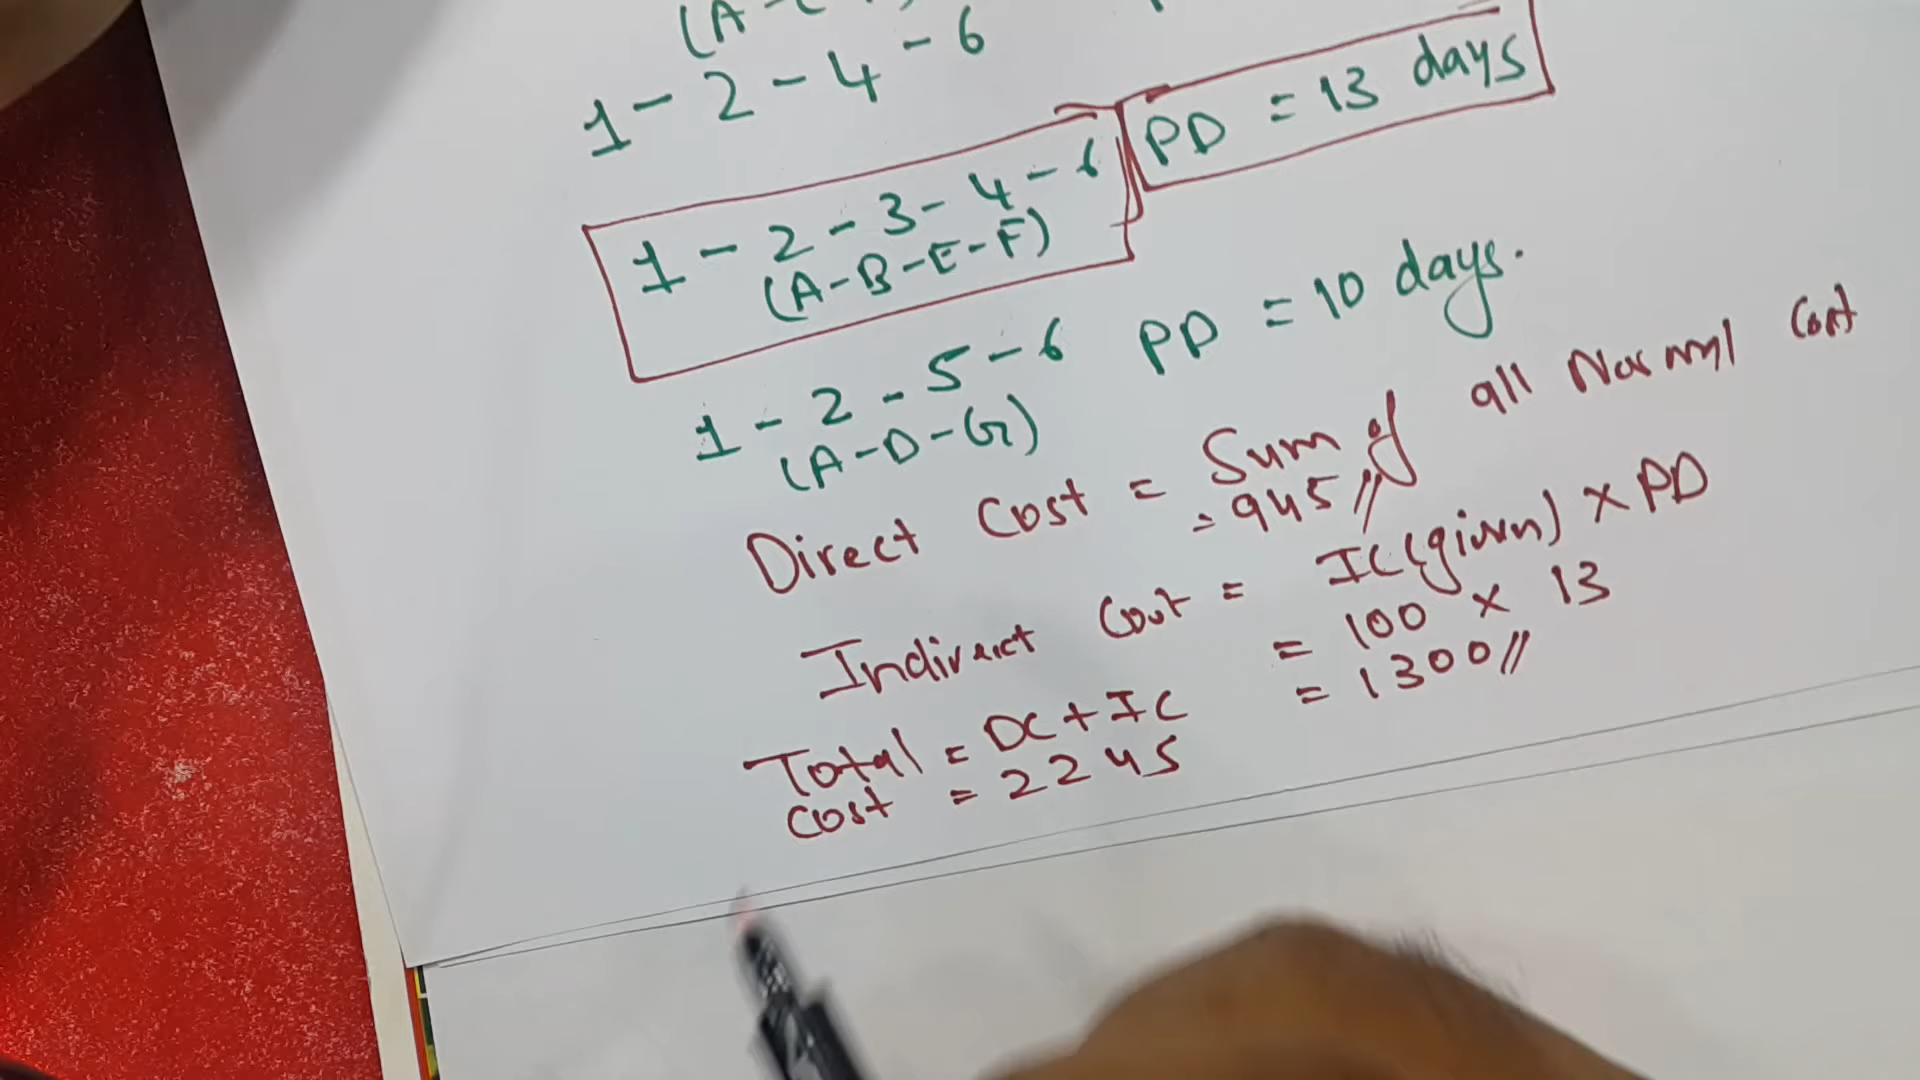 1 - 2 - 4 - 6
1 - 2 - 3 - 4 - 6 PD = 13 days
(A - B - E - F)
1 - 2 - 5 - 6 PD = 10 days.
(A - D - G)
Direct Cost = Sum of all Normal Cost
= 945//
Indirect Cost = IC (given) × PD
= 100 × 13
= 1300//
Total = DC + IC
Cost = 2245